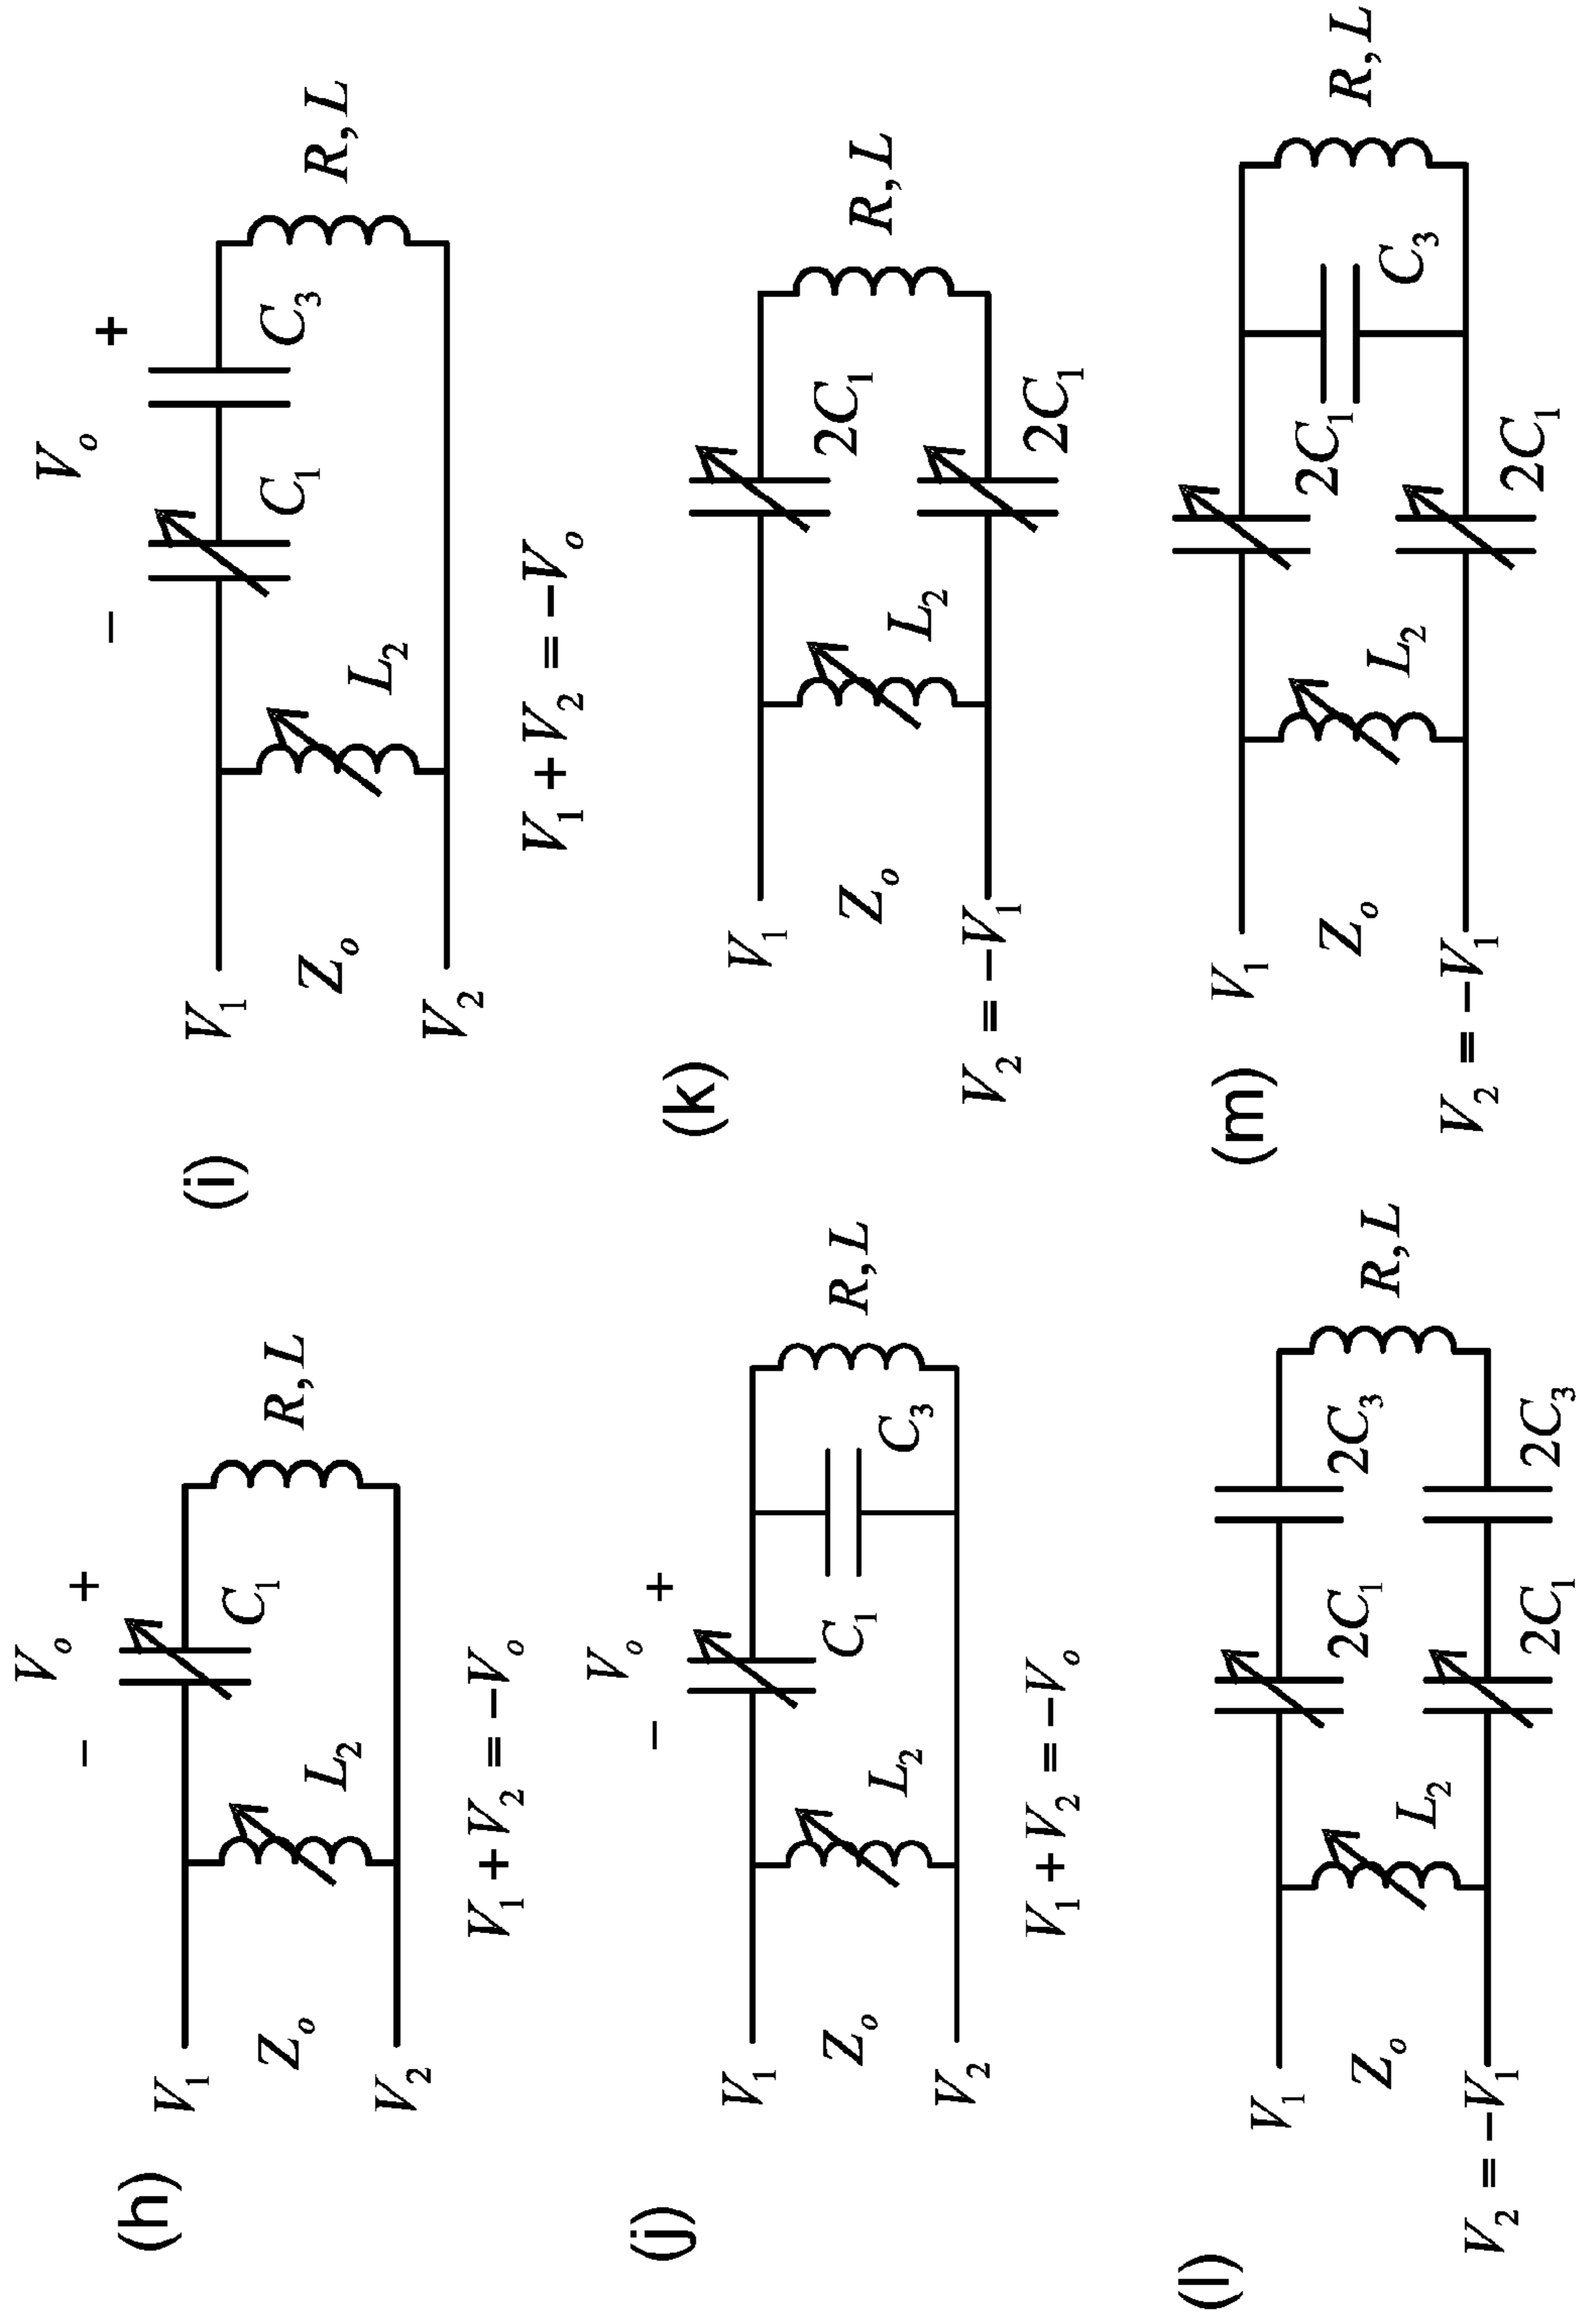 (h)
− V_o +
V_1
C_1
L_2
Z_o
R, L
V_2
V_1 + V_2 = −V_o
(i)
− V_o +
V_1
C_1
C_3
L_2
Z_o
R, L
V_2
V_1 + V_2 = −V_o
(j)
− V_o +
V_1
C_1
C_3
L_2
Z_o
R, L
V_2
V_1 + V_2 = −V_o
(k)
V_1
2C_1
L_2
Z_o
R, L
2C_1
V_2 = −V_1
(l)
V_1
2C_1
2C_3
L_2
Z_o
R, L
2C_1
2C_3
V_2 = −V_1
(m)
V_1
2C_1
C_3
L_2
Z_o
R, L
2C_1
V_2 = −V_1